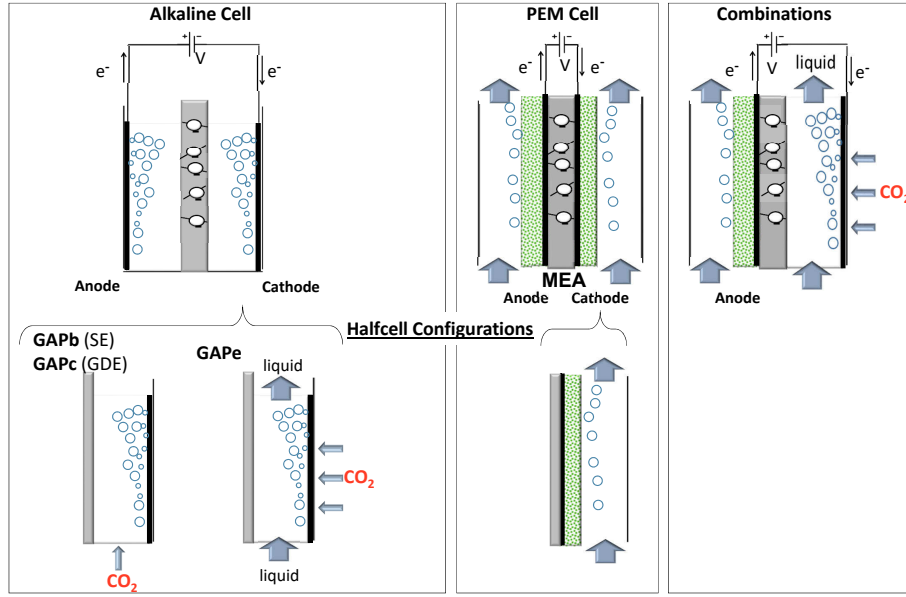 Alkaline Cell
+ −
V
e-
e-
Anode
Cathode
PEM Cell
+ −
V
e-
e-
MEA
Anode
Cathode
Combinations
+ −
V
e-
e-
liquid
CO2
Anode
Halfcell Configurations
GAPb (SE)
GAPc (GDE)
CO2
GAPe
liquid
CO2
liquid